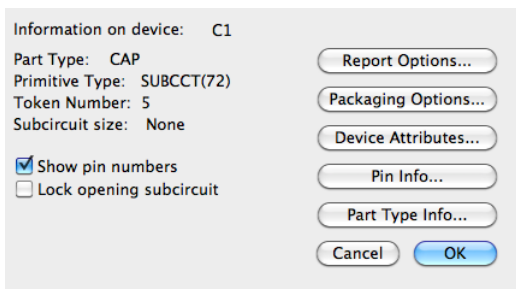 Information on device: C1
Part Type: CAP
Primitive Type: SUBCCT(72)
Token Number: 5
Subcircuit size: None
Show pin numbers
Lock opening subcircuit
Report Options...
Packaging Options...
Device Attributes...
Pin Info...
Part Type Info...
Cancel OK